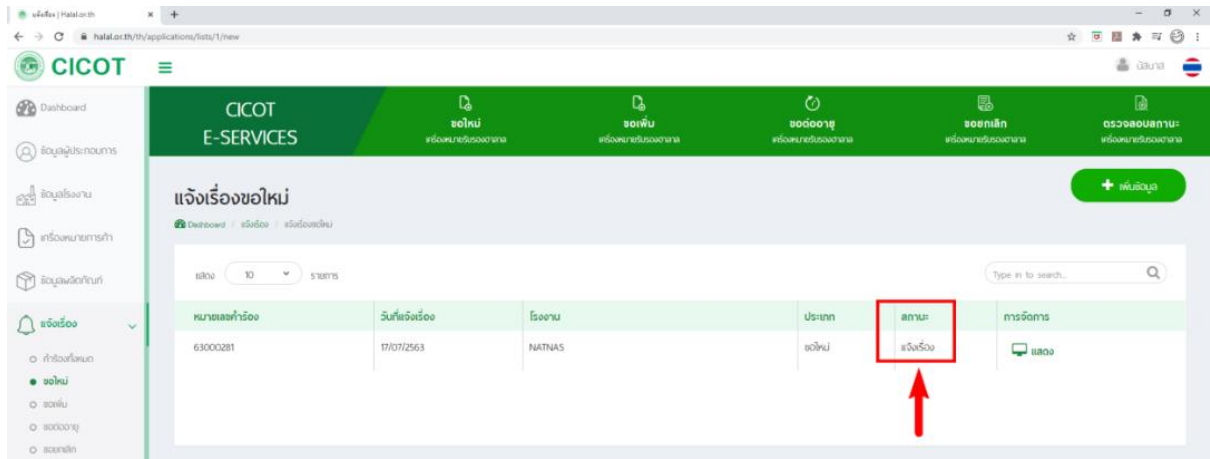 แจ้งเรื่อง | Halal.or.th
halal.or.th/th/applications/lists/1/new
CICOT
นัสนาส
Dashboard
ข้อมูลผู้ประกอบการ
ข้อมูลโรงงาน
เครื่องหมายการค้า
ข้อมูลผลิตภัณฑ์
แจ้งเรื่อง
คำร้องทั้งหมด
ขอใหม่
ขอเพิ่ม
ขอต่ออายุ
ขอยกเลิก
CICOT
E-SERVICES
ขอใหม่
เครื่องหมายรับรองฮาลาล
ขอเพิ่ม
เครื่องหมายรับรองฮาลาล
ขอต่ออายุ
เครื่องหมายรับรองฮาลาล
ขอยกเลิก
เครื่องหมายรับรองฮาลาล
ตรวจสอบสถานะ
เครื่องหมายรับรองฮาลาล
แจ้งเรื่องขอใหม่
เพิ่มข้อมูล
Dashboard / แจ้งเรื่อง / แจ้งเรื่องขอใหม่
แสดง 10 รายการ
Type in to search...
หมายเลขคำร้อง วันที่แจ้งเรื่อง โรงงาน ประเภท สถานะ การจัดการ
63000281 17/07/2563 NATNAS ขอใหม่ แจ้งเรื่อง แสดง